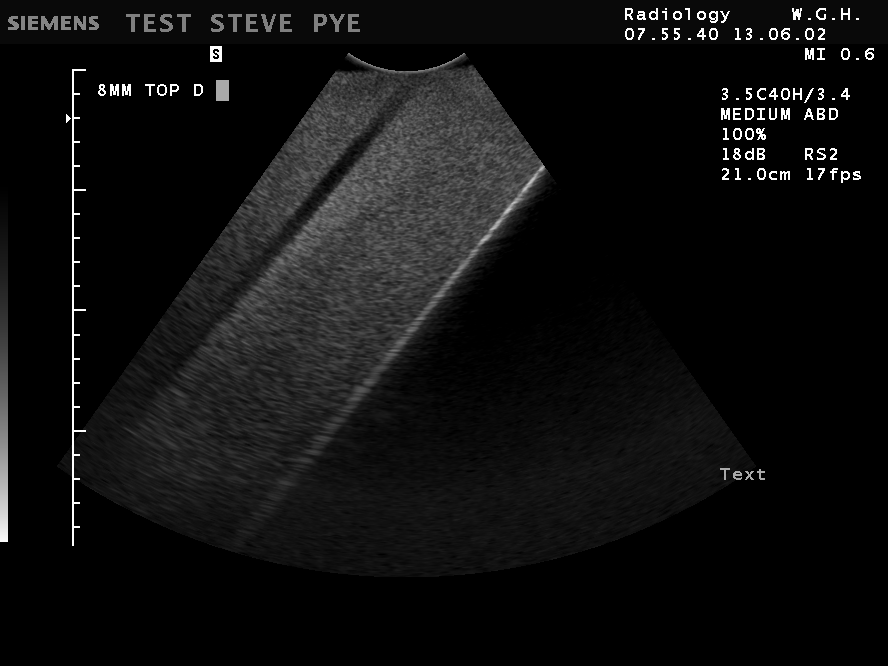 SIEMENS TEST STEVE PYE
Radiology W.G.H.
07.55.40 13.06.02
MI 0.6
S
8MM TOP D
3.5C40H/3.4
MEDIUM ABD
100%
18dB RS2
21.0cm 17fps
Text